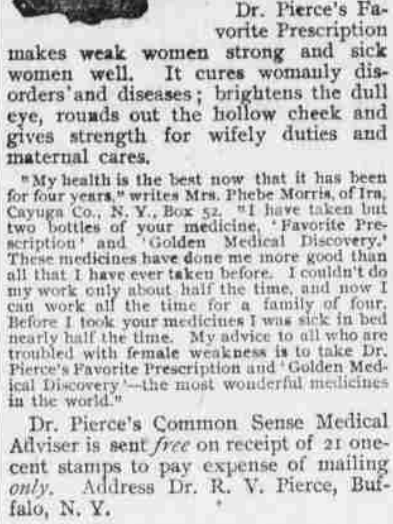 Dr. Pierce's Fa-
vorite Prescription
makes weak women strong and sick
women well. It cures womanly dis-
orders and diseases; brightens the dull
eye, rounds out the hollow cheek and
gives strength for wifely duties and
maternal cares.
"My health is the best now that it has been
for four years," writes Mrs. Phebe Morris, of Ira,
Cayuga Co., N. Y., Box 52. "I have taken but
two bottles of your medicine, 'Favorite Pre-
scription' and 'Golden Medical Discovery.'
These medicines have done me more good than
all that I have ever taken before. I couldn't do
my work only about half the time, and now I
can work all the time for a family of four.
Before I took your medicines I was sick in bed
nearly half the time. My advice to all who are
troubled with female weakness is to take Dr.
Pierce's Favorite Prescription and 'Golden Med-
ical Discovery'—the most wonderful medicines
in the world."
Dr. Pierce's Common Sense Medical
Adviser is sent free on receipt of 21 one-
cent stamps to pay expense of mailing
only. Address Dr. R. V. Pierce, Buf-
falo, N. Y.